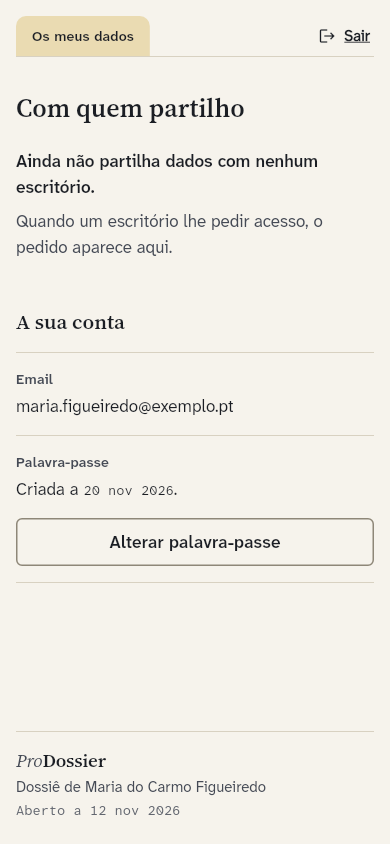 Os meus dados
Sair
Com quem partilho
Ainda não partilha dados com nenhum
escritório.
Quando um escritório lhe pedir acesso, o
pedido aparece aqui.
A sua conta
Email
maria.figueiredo@exemplo.pt
Palavra-passe
Criada a 20 nov 2026.
Alterar palavra-passe
ProDossier
Dossiê de Maria do Carmo Figueiredo
Aberto a 12 nov 2026